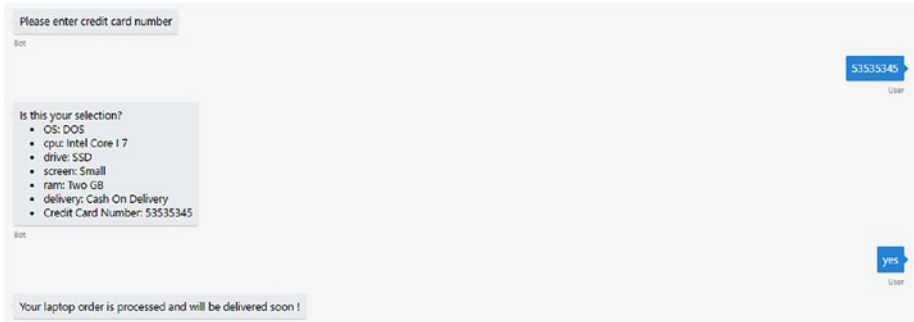 Please enter credit card number
Bot
53535345
User
Is this your selection?
• OS: DOS
• cpu: Intel Core I 7
• drive: SSD
• screen: Small
• ram: Two GB
• delivery: Cash On Delivery
• Credit Card Number: 53535345
Bot
yes
User
Your laptop order is processed and will be delivered soon !